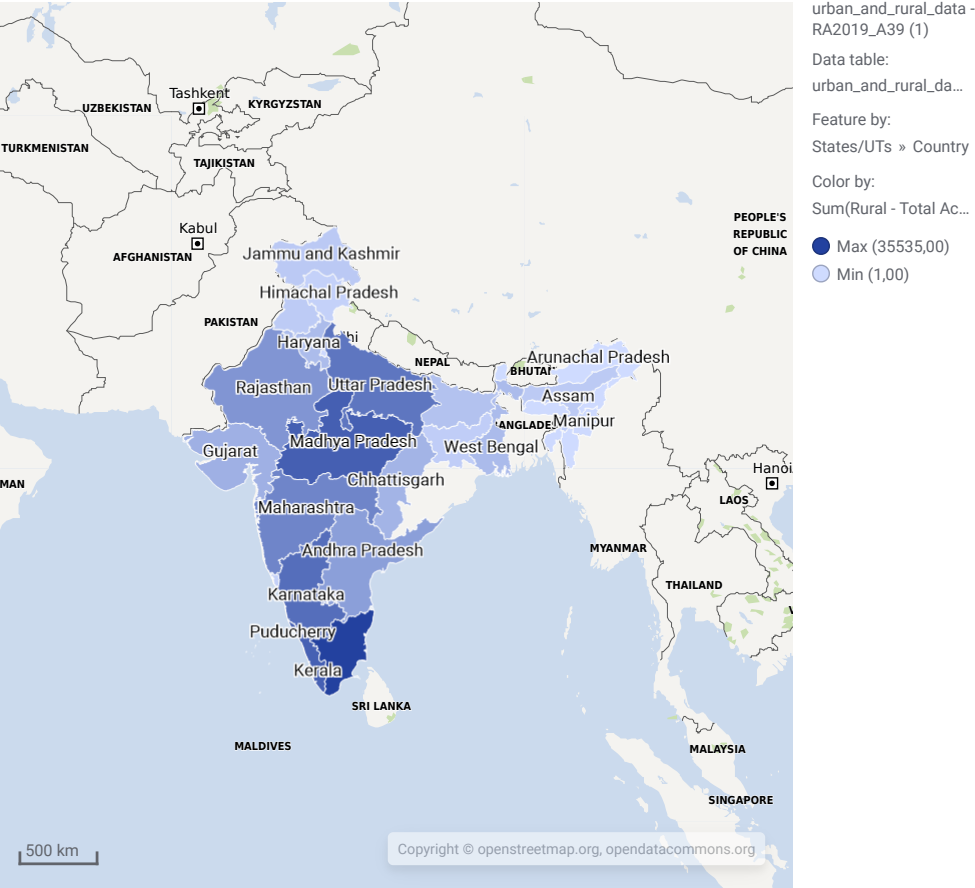 urban_and_rural_data -
RA2019_A39 (1)
Data table:
urban_and_rural_da…
Feature by:
States/UTs » Country
Color by:
Sum(Rural - Total Ac…
Max (35535,00)
Min (1,00)
Tashkent
UZBEKISTAN
KYRGYZSTAN
TURKMENISTAN
TAJIKISTAN
PEOPLE'S
REPUBLIC
OF CHINA
Kabul
AFGHANISTAN
Jammu and Kashmir
Himachal Pradesh
PAKISTAN
Haryana
hi
NEPAL
Arunachal Pradesh
BHUTAN
Rajasthan
Uttar Pradesh
Assam
Manipur
ANGLADE
Madhya Pradesh
West Bengal
Gujarat
Hanoi
Chhattisgarh
MAN
LAOS
Maharashtra
Andhra Pradesh
MYANMAR
THAILAND
Karnataka
V
Puducherry
Kerala
SRI LANKA
MALDIVES
MALAYSIA
SINGAPORE
500 km
Copyright © openstreetmap.org, opendatacommons.org